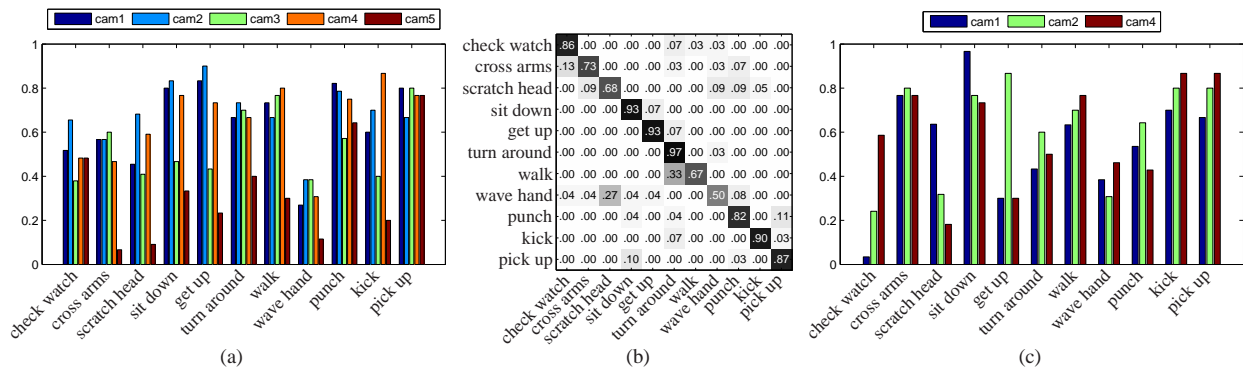 cam1 cam2 cam3 cam4 cam5
1
0.8
0.6
0.4
0.2
0
check watch
cross arms
scratch head
sit down
get up
turn around
walk
wave hand
punch
kick
pick up
(a)
check watch .86 .00 .00 .00 .00 .07 .03 .03 .00 .00 .00
cross arms .13 .73 .00 .00 .00 .03 .00 .03 .07 .00 .00
scratch head .00 .09 .68 .00 .00 .00 .00 .09 .09 .05 .00
sit down .00 .00 .00 .93 .07 .00 .00 .00 .00 .00 .00
get up .00 .00 .00 .00 .93 .07 .00 .00 .00 .00 .00
turn around .00 .00 .00 .00 .00 .97 .00 .03 .00 .00 .00
walk .00 .00 .00 .00 .00 .33 .67 .00 .00 .00 .00
wave hand .04 .04 .27 .04 .04 .00 .00 .50 .08 .00 .00
punch .00 .00 .00 .04 .00 .04 .00 .00 .82 .00 .11
kick .00 .00 .00 .00 .00 .07 .00 .00 .00 .90 .03
pick up .00 .00 .00 .10 .00 .00 .00 .00 .03 .00 .87
check watch
cross arms
scratch head
sit down
get up
turn around
walk
wave hand
punch
kick
pick up
(b)
cam1 cam2 cam4
1
0.8
0.6
0.4
0.2
0
check watch
cross arms
scratch head
sit down
get up
turn around
walk
wave hand
punch
kick
pick up
(c)